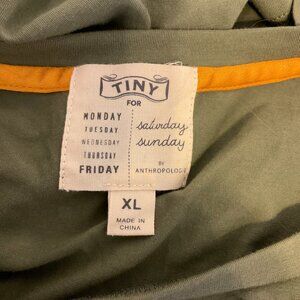 TINY
FOR
MONDAY
TUESDAY
WEDNESDAY
THURSDAY
FRIDAY
saturday
sunday
BY
ANTHROPOLOGIE
XL
MADE IN
CHINA